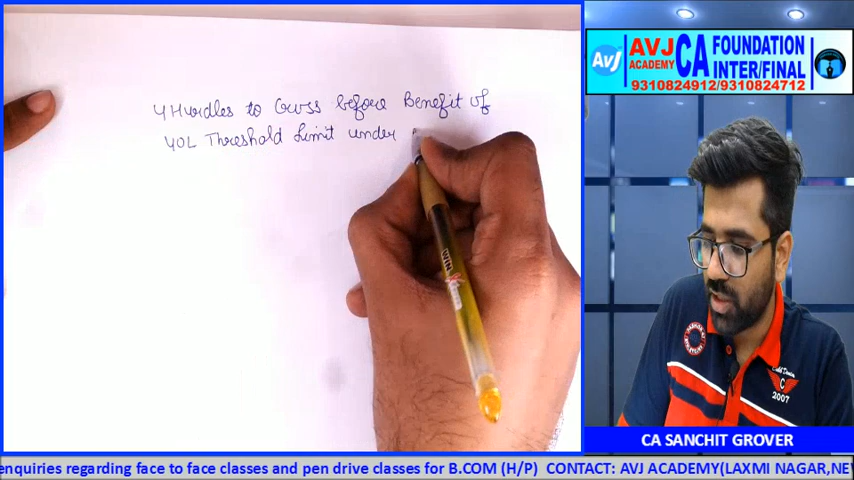 AVJ
ACADEMY
CA
FOUNDATION
INTER/FINAL
9310824912/9310824712
AVJ
4 Hurdles to Cross before Benefit of
40L Threshold Limit under
WIN
2007
CA SANCHIT GROVER
enquiries regarding face to face classes and pen drive classes for B.COM (H/P) CONTACT: AVJ ACADEMY(LAXMI NAGAR,NE